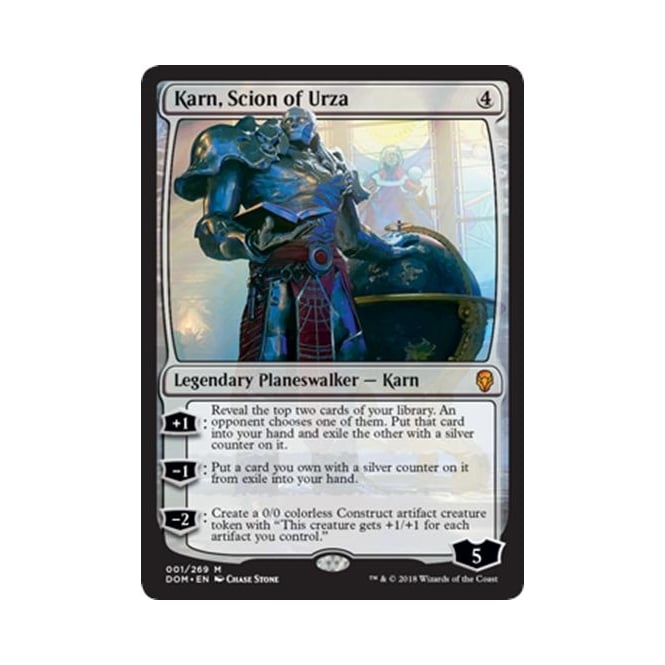 Karn, Scion of Urza 4
Legendary Planeswalker — Karn
+1 : Reveal the top two cards of your library. An
opponent chooses one of them. Put that card
into your hand and exile the other with a silver
counter on it.
−1 : Put a card you own with a silver counter on it
from exile into your hand.
−2 : Create a 0/0 colorless Construct artifact creature
token with “This creature gets +1/+1 for each
artifact you control.”
5
001/269 M
DOM • EN Chase Stone
™ & © 2018 Wizards of the Coast